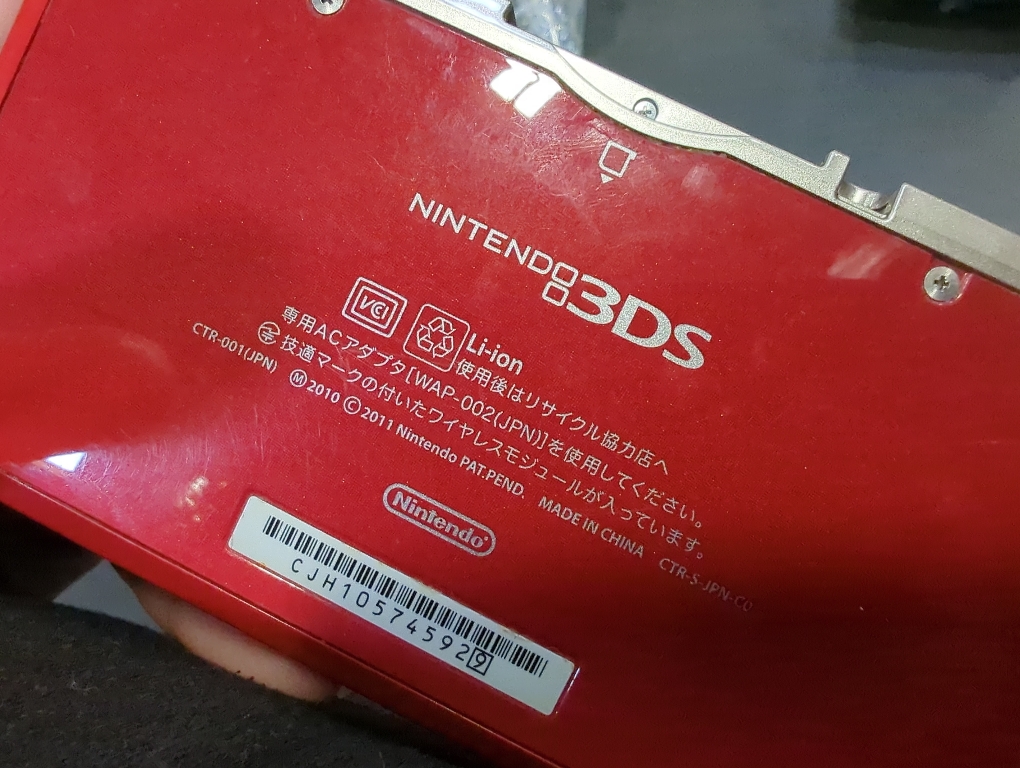 NINTENDO 3DS
VCI
Li-ion
使用後はリサイクル協力店へ
専用ACアダプタ[WAP-002(JPN)]を使用してください。
技適マークの付いたワイヤレスモジュールが入っています。
CTR-001(JPN) Ⓜ2010 ©2011 Nintendo PAT.PEND. MADE IN CHINA CTR-S-JPN-C0
Nintendo®
CJH105745929